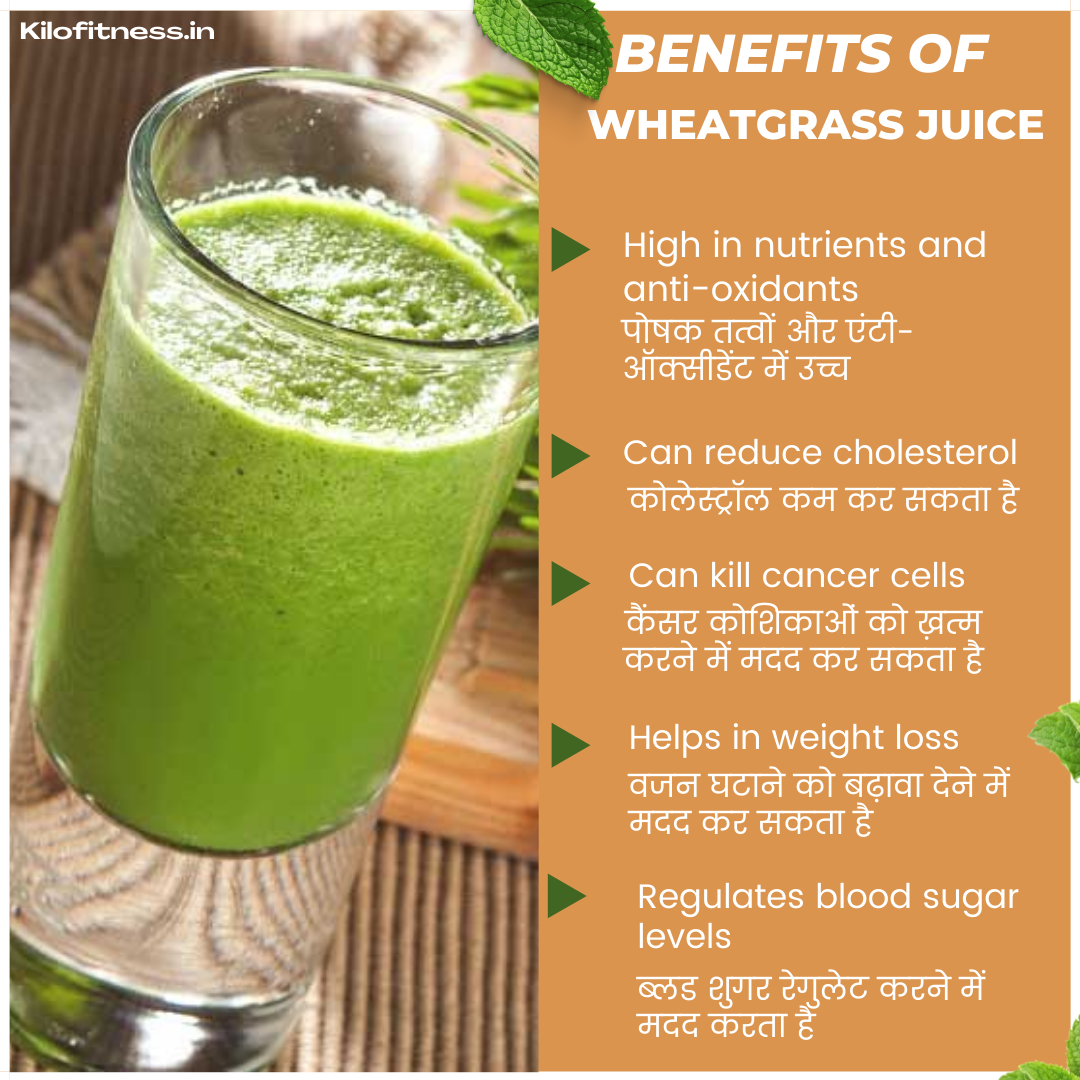 Kilofitness.in
BENEFITS OF
WHEATGRASS JUICE
High in nutrients and
anti-oxidants
पोषक तत्वों और एंटी-
ऑक्सीडेंट में उच्च
Can reduce cholesterol
कोलेस्ट्रॉल कम कर सकता है
Can kill cancer cells
कैंसर कोशिकाओं को ख़त्म
करने में मदद कर सकता है
Helps in weight loss
वजन घटाने को बढ़ावा देने में
मदद कर सकता है
Regulates blood sugar
levels
ब्लड शुगर रेगुलेट करने में
मदद करता है